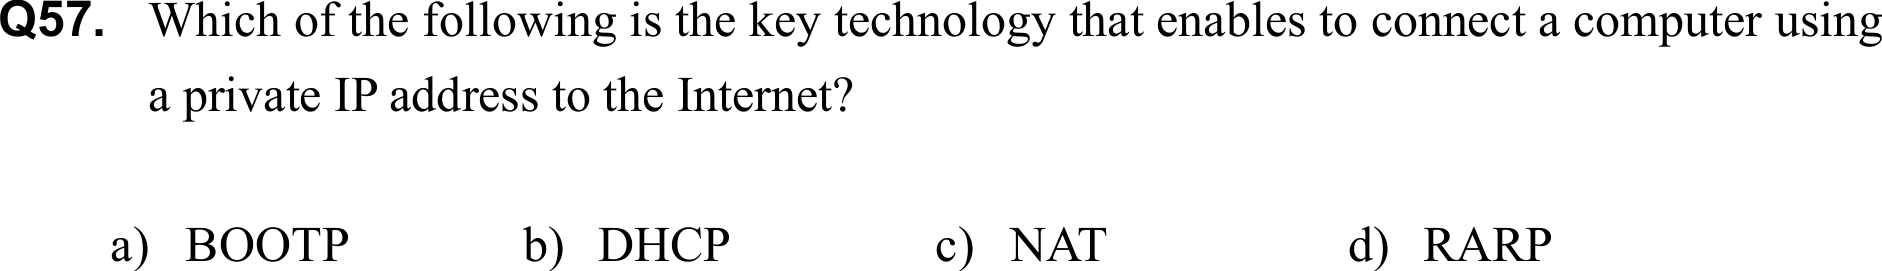 Q57. Which of the following is the key technology that enables to connect a computer using
a private IP address to the Internet?
a) BOOTP b) DHCP c) NAT d) RARP